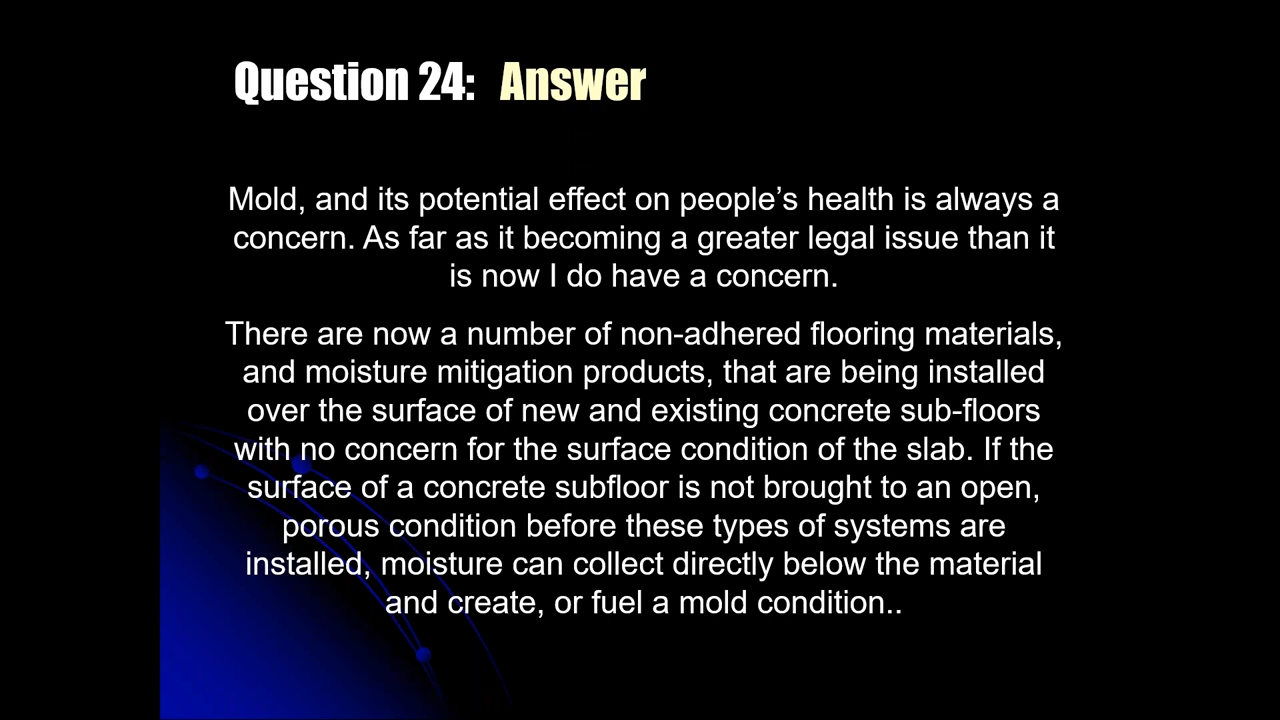 Question 24: Answer
Mold, and its potential effect on people’s health is always a
concern. As far as it becoming a greater legal issue than it
is now I do have a concern.
There are now a number of non-adhered flooring materials,
and moisture mitigation products, that are being installed
over the surface of new and existing concrete sub-floors
with no concern for the surface condition of the slab. If the
surface of a concrete subfloor is not brought to an open,
porous condition before these types of systems are
installed, moisture can collect directly below the material
and create, or fuel a mold condition..